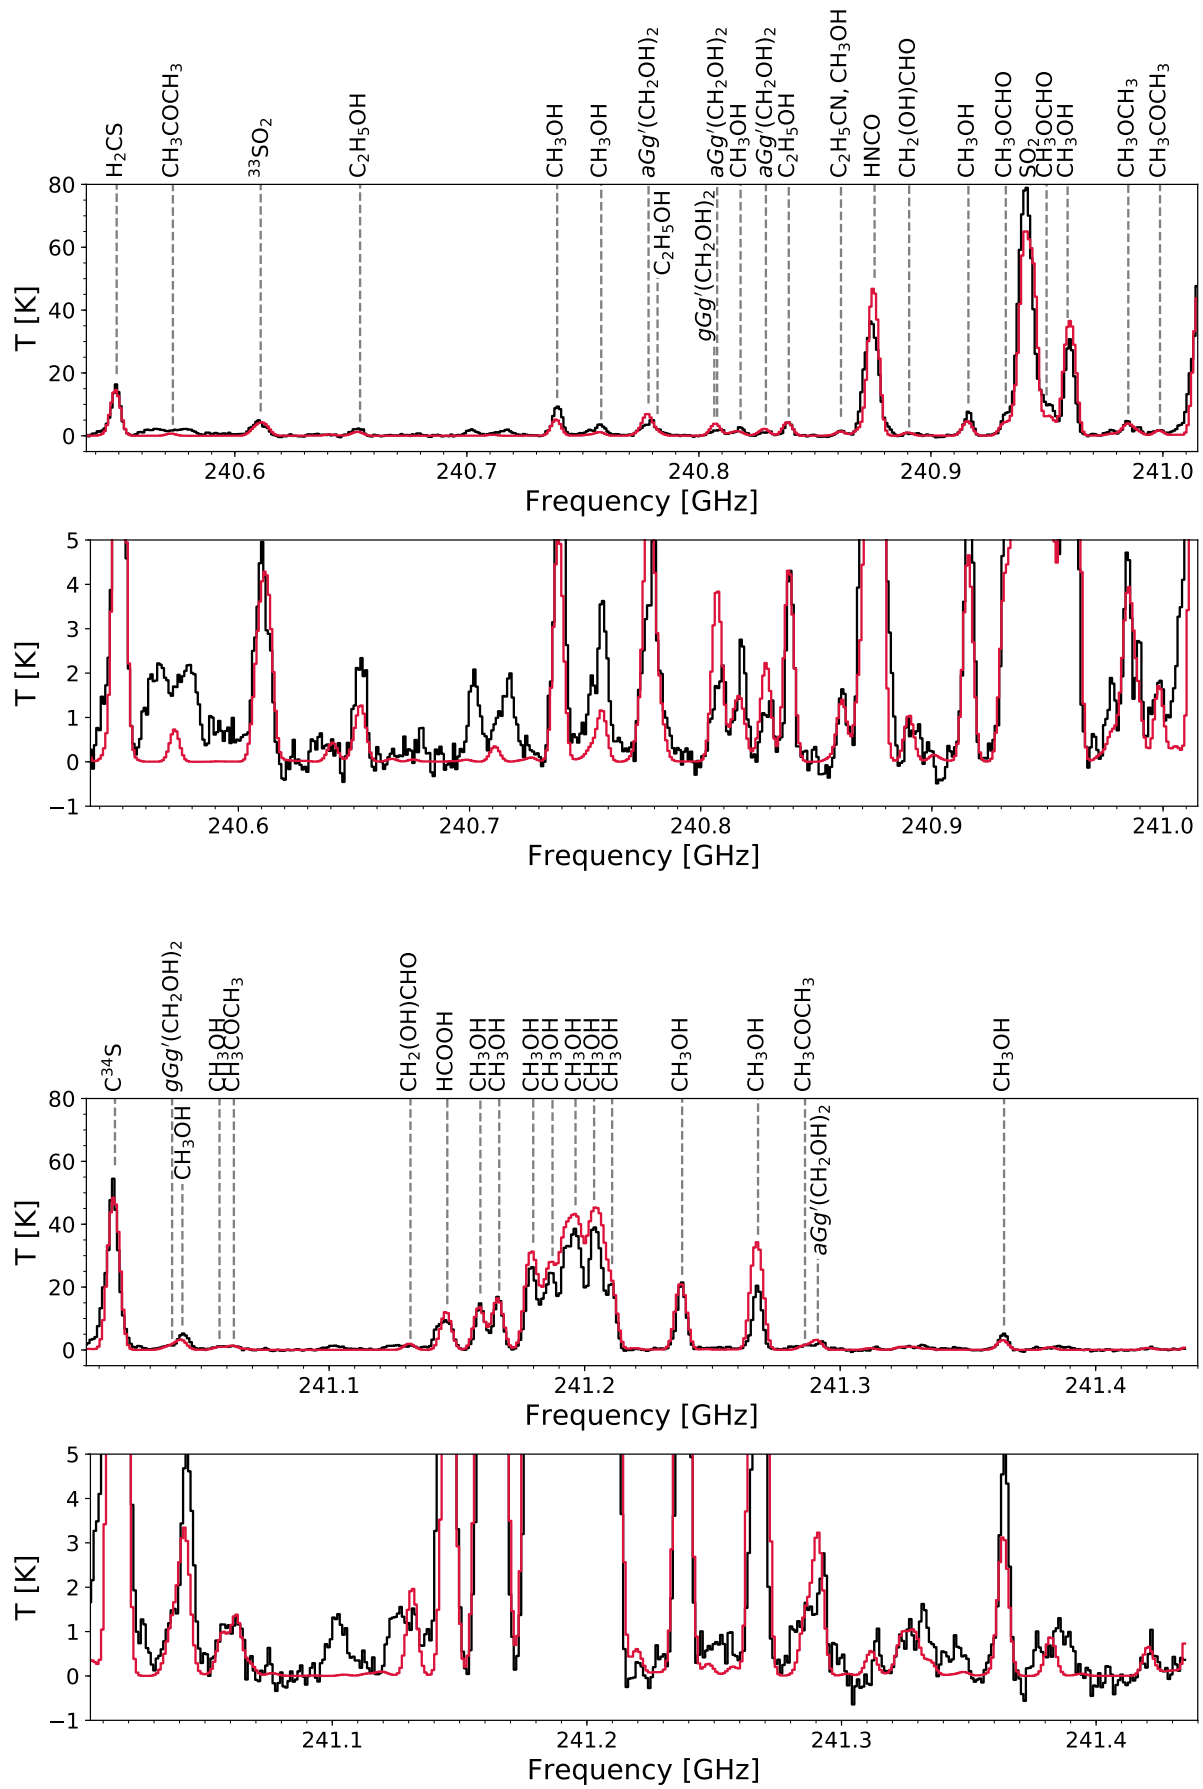 H₂CS
CH₃COCH₃
³³SO₂
C₂H₅OH
CH₃OH
CH₃OH
aGg′(CH₂OH)₂
aGg′(CH₂OH)₂
CH₃OH
aGg′(CH₂OH)₂
C₂H₅OH
C₂H₅CN, CH₃OH
HNCO
CH₂(OH)CHO
CH₃OH
CH₃OCHO
SO₂
CH₃OCHO
CH₃OH
CH₃OCH₃
CH₃COCH₃
C₂H₅OH
gGg′(CH₂OH)₂
T [K]
80
60
40
20
0
240.6
240.7
240.8
240.9
241.0
Frequency [GHz]
T [K]
5
4
3
2
1
0
−1
240.6
240.7
240.8
240.9
241.0
Frequency [GHz]
C³⁴S
gGg′(CH₂OH)₂
CH₃OH
CH₃OH
CH₃COCH₃
CH₂(OH)CHO
HCOOH
CH₃OH
CH₃OH
CH₃OH
CH₃OH
CH₃OH
CH₃OH
CH₃OH
CH₃OH
CH₃OH
CH₃COCH₃
aGg′(CH₂OH)₂
CH₃OH
T [K]
80
60
40
20
0
241.1
241.2
241.3
241.4
Frequency [GHz]
T [K]
5
4
3
2
1
0
−1
241.1
241.2
241.3
241.4
Frequency [GHz]